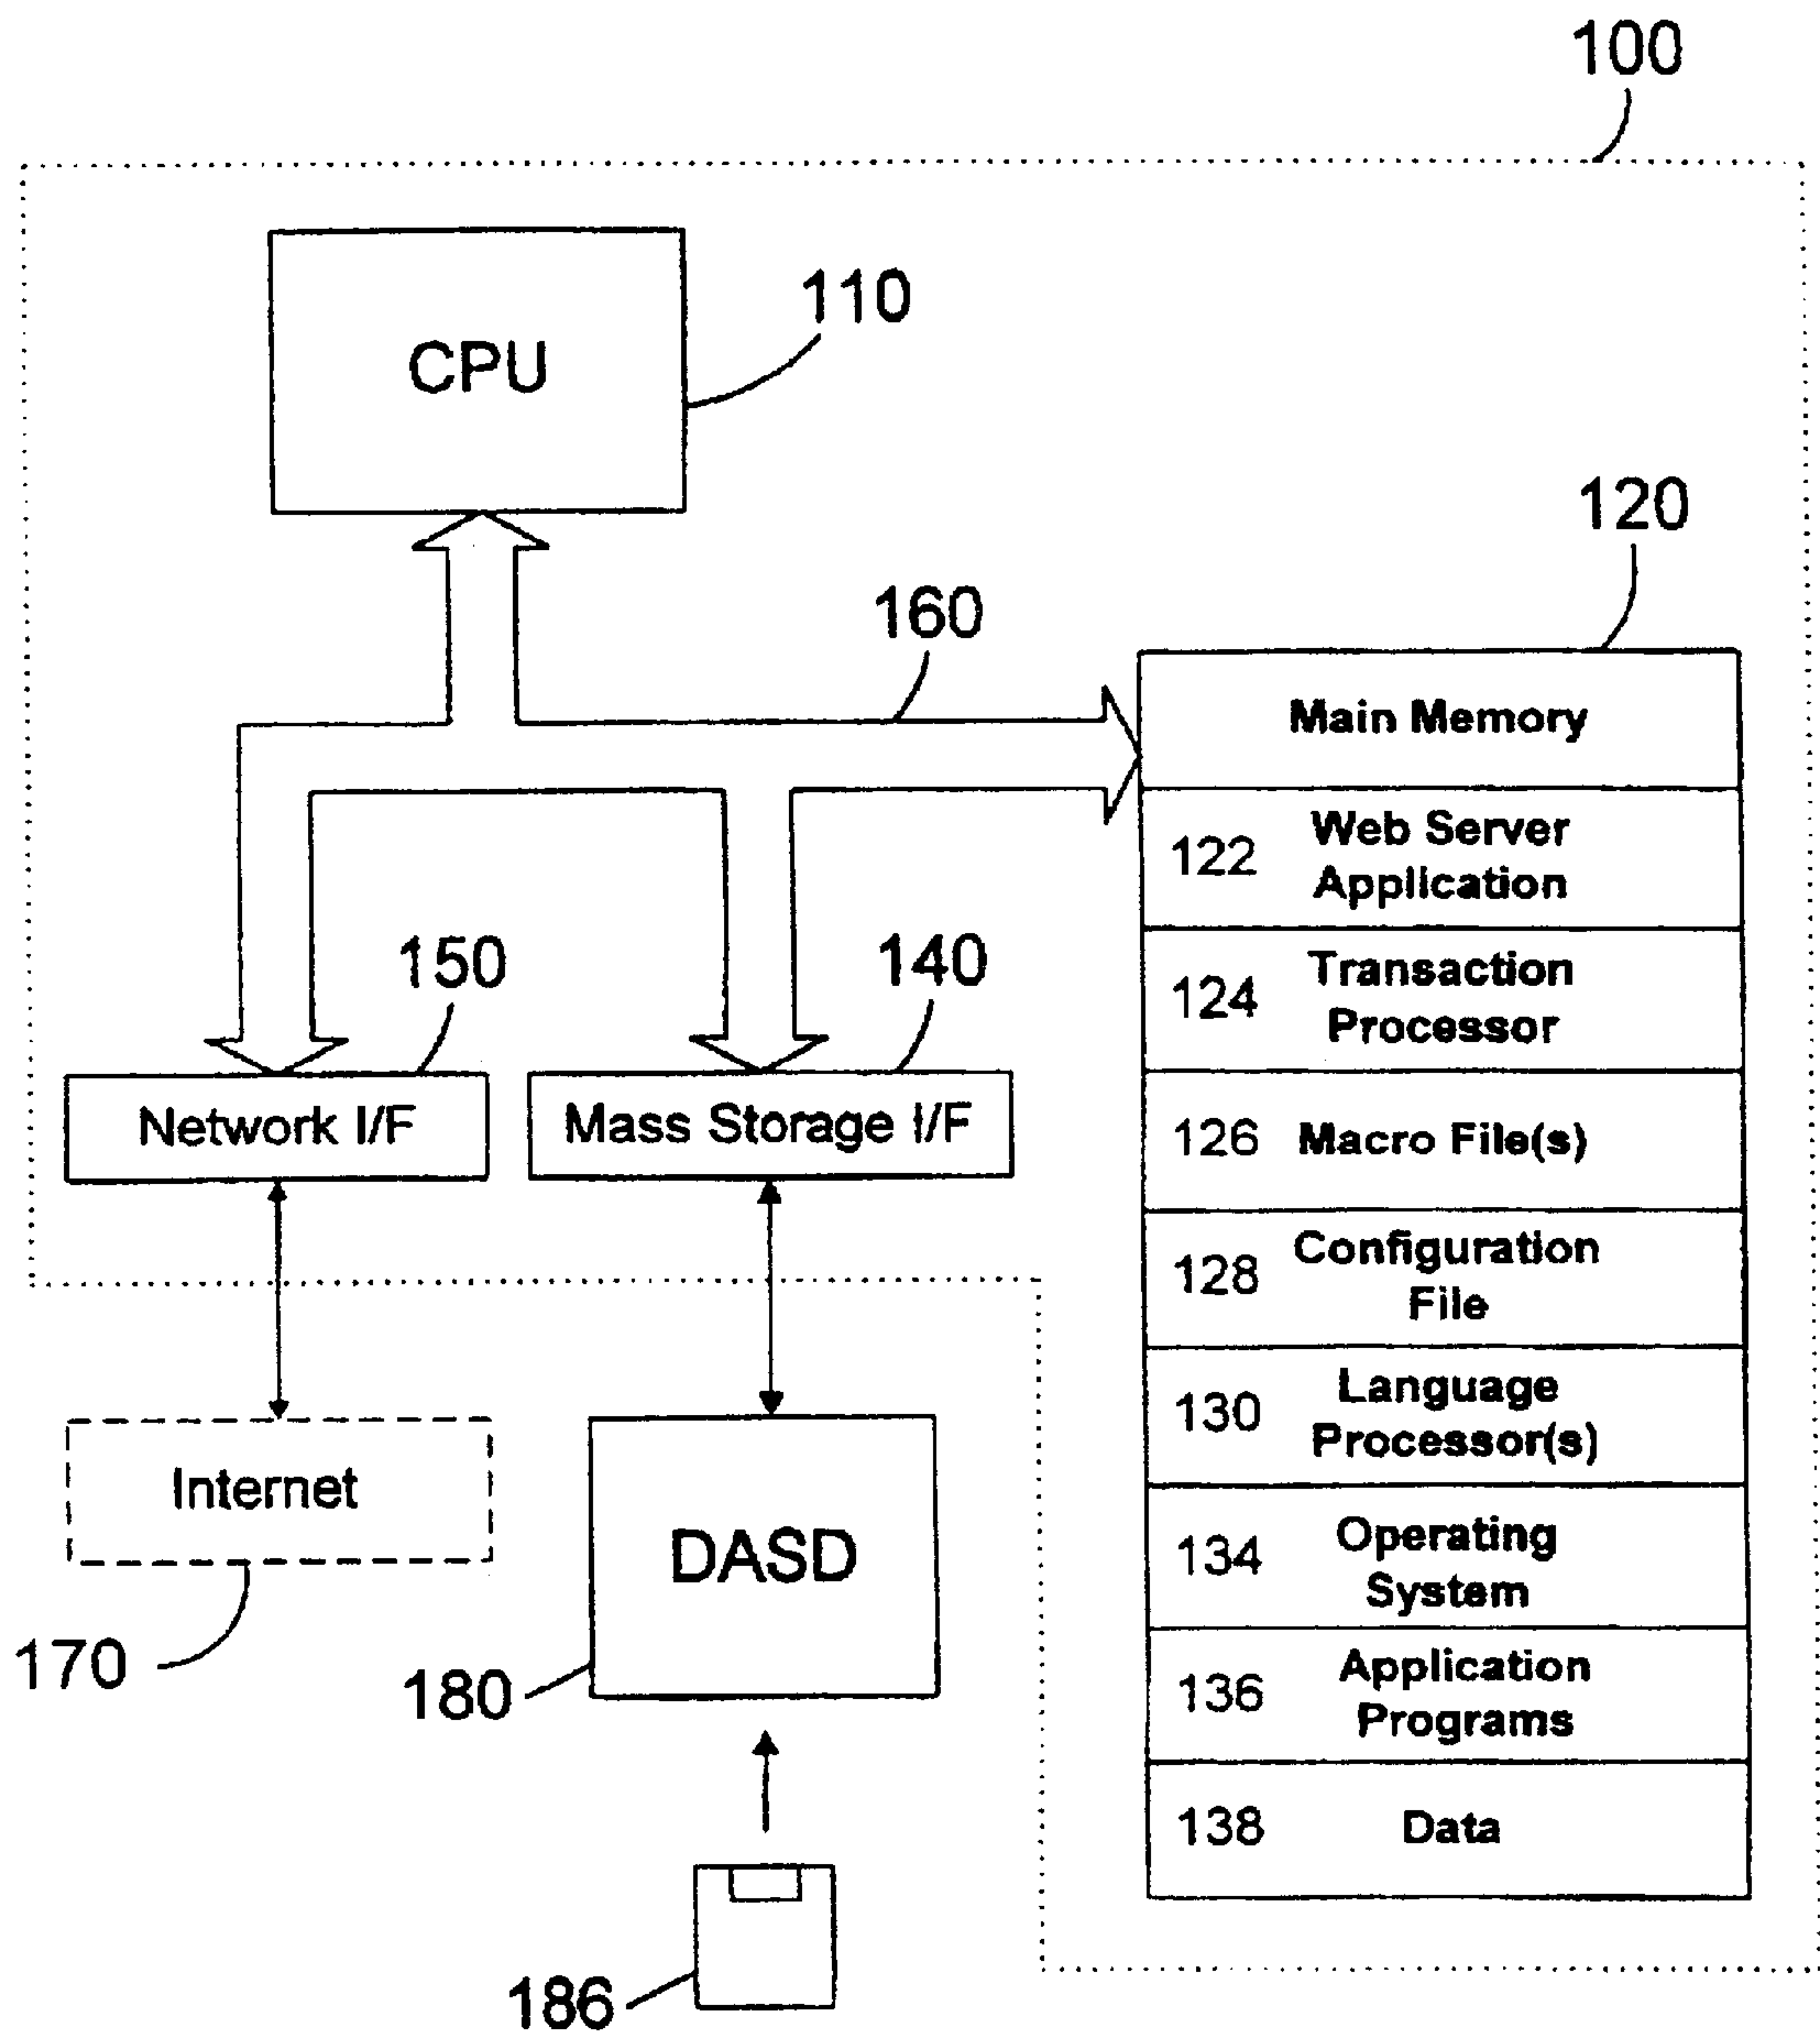 100
CPU
110
160
120
Main Memory
122 Web Server
Application
124 Transaction
Processor
126 Macro File(s)
128 Configuration
File
130 Language
Processor(s)
134 Operating
System
136 Application
Programs
138 Data
150
140
Network I/F
Mass Storage I/F
Internet
DASD
170
180
186